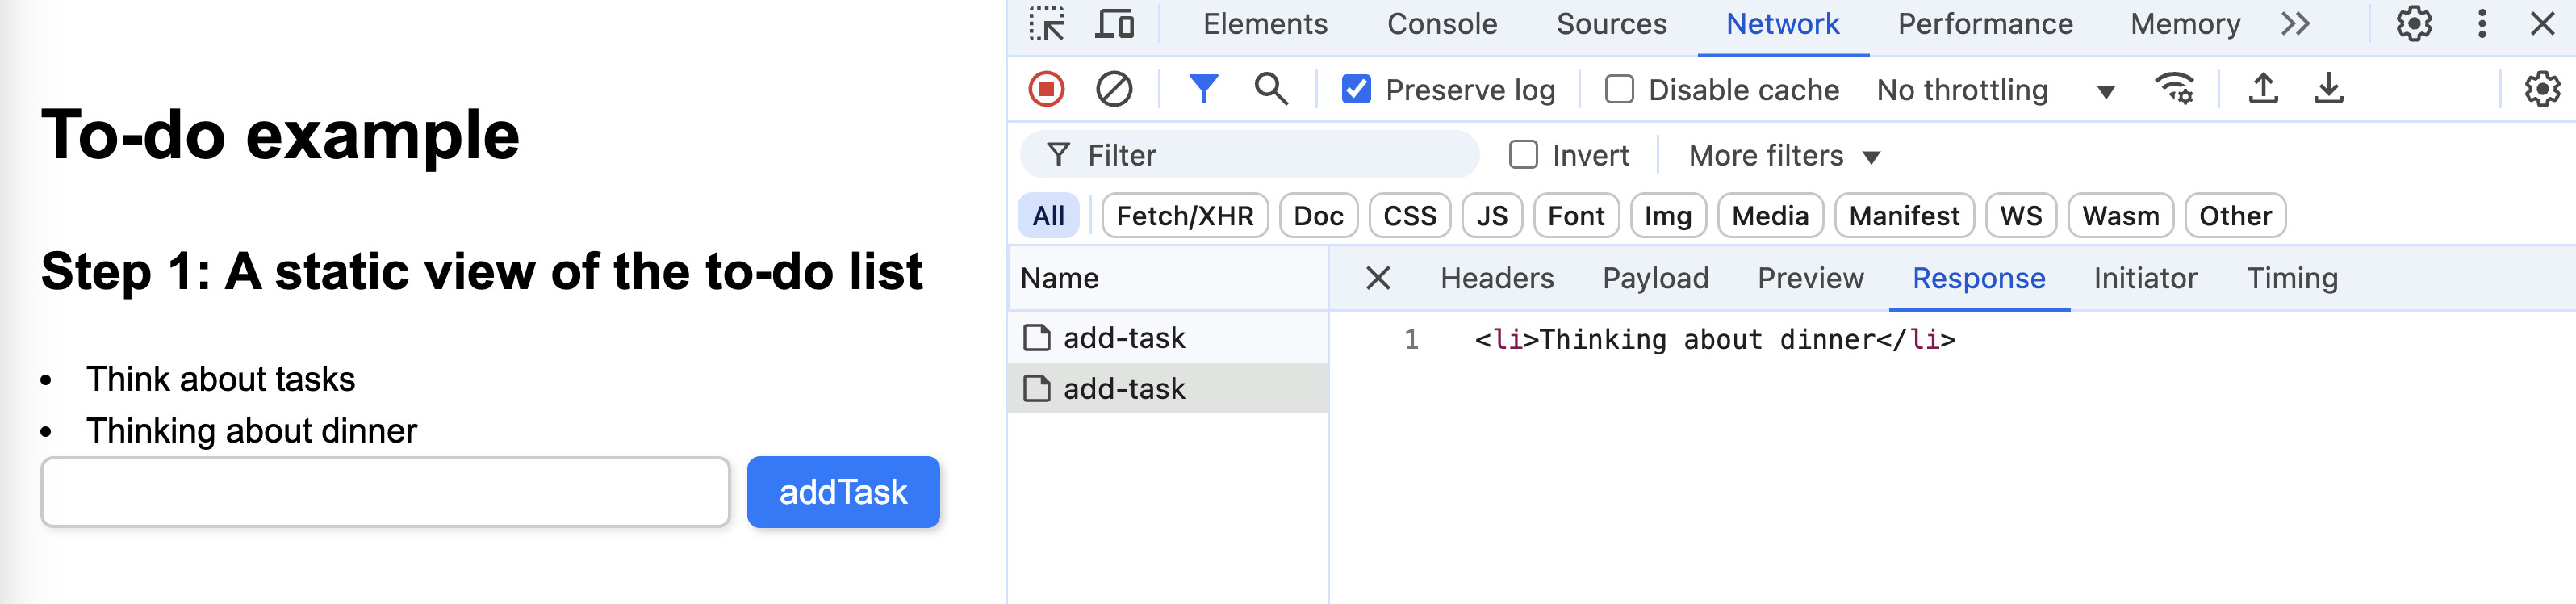 To-do example
Step 1: A static view of the to-do list
• Think about tasks
• Thinking about dinner
addTask
Elements Console Sources Network Performance Memory
Preserve log Disable cache No throttling
Filter Invert More filters
All Fetch/XHR Doc CSS JS Font Img Media Manifest WS Wasm Other
Name
add-task
add-task
Headers Payload Preview Response Initiator Timing
1 <li>Thinking about dinner</li>